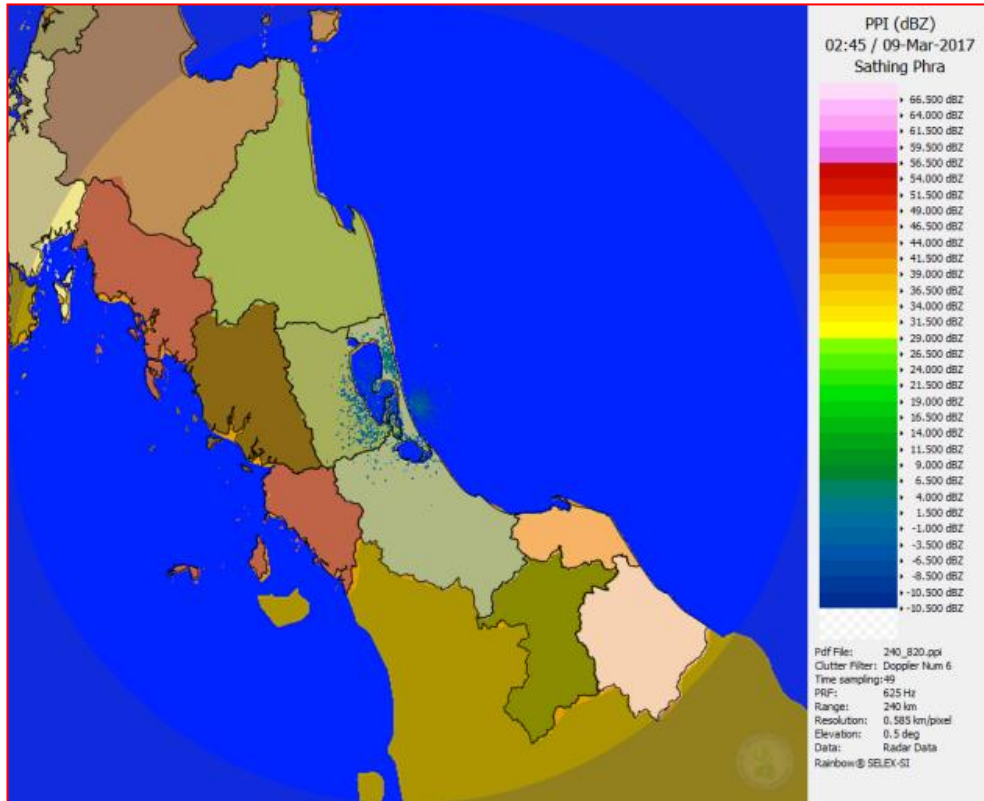 PPI (dBZ)
02:45 / 09-Mar-2017
Sathing Phra
66.500 dBZ
64.000 dBZ
61.500 dBZ
59.500 dBZ
56.500 dBZ
54.000 dBZ
51.500 dBZ
49.000 dBZ
46.500 dBZ
44.000 dBZ
41.500 dBZ
39.000 dBZ
36.500 dBZ
34.000 dBZ
31.500 dBZ
29.000 dBZ
26.500 dBZ
24.000 dBZ
21.500 dBZ
19.000 dBZ
16.500 dBZ
14.000 dBZ
11.500 dBZ
9.000 dBZ
6.500 dBZ
4.000 dBZ
1.500 dBZ
-1.000 dBZ
-3.500 dBZ
-6.500 dBZ
-8.500 dBZ
-10.500 dBZ
-10.500 dBZ
Pdf File: 240_820.ppi
Clutter Filter: Doppler Num 6
Time sampling:49
PRF: 625 Hz
Range: 240 km
Resolution: 0.585 km/pixel
Elevation: 0.5 deg
Data: Radar Data
Rainbow® SELEX-SI